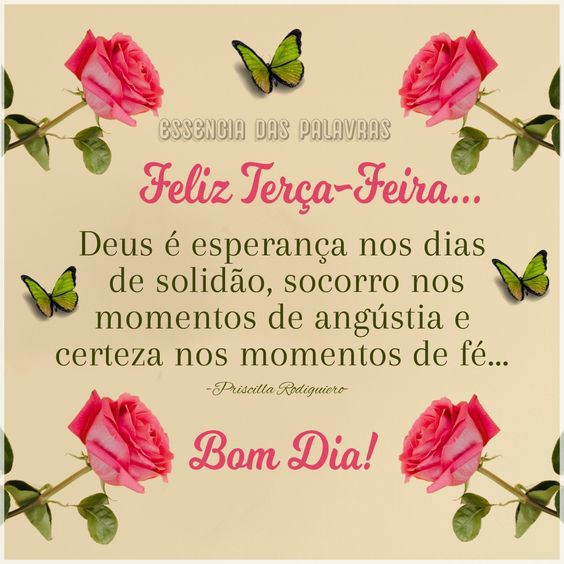 ESSENCIA DAS PALAVRAS
Feliz Terça-Feira...
Deus é esperança nos dias
de solidão, socorro nos
momentos de angústia e
certeza nos momentos de fé...
-Priscilla Rodiguiero-
Bom Dia!